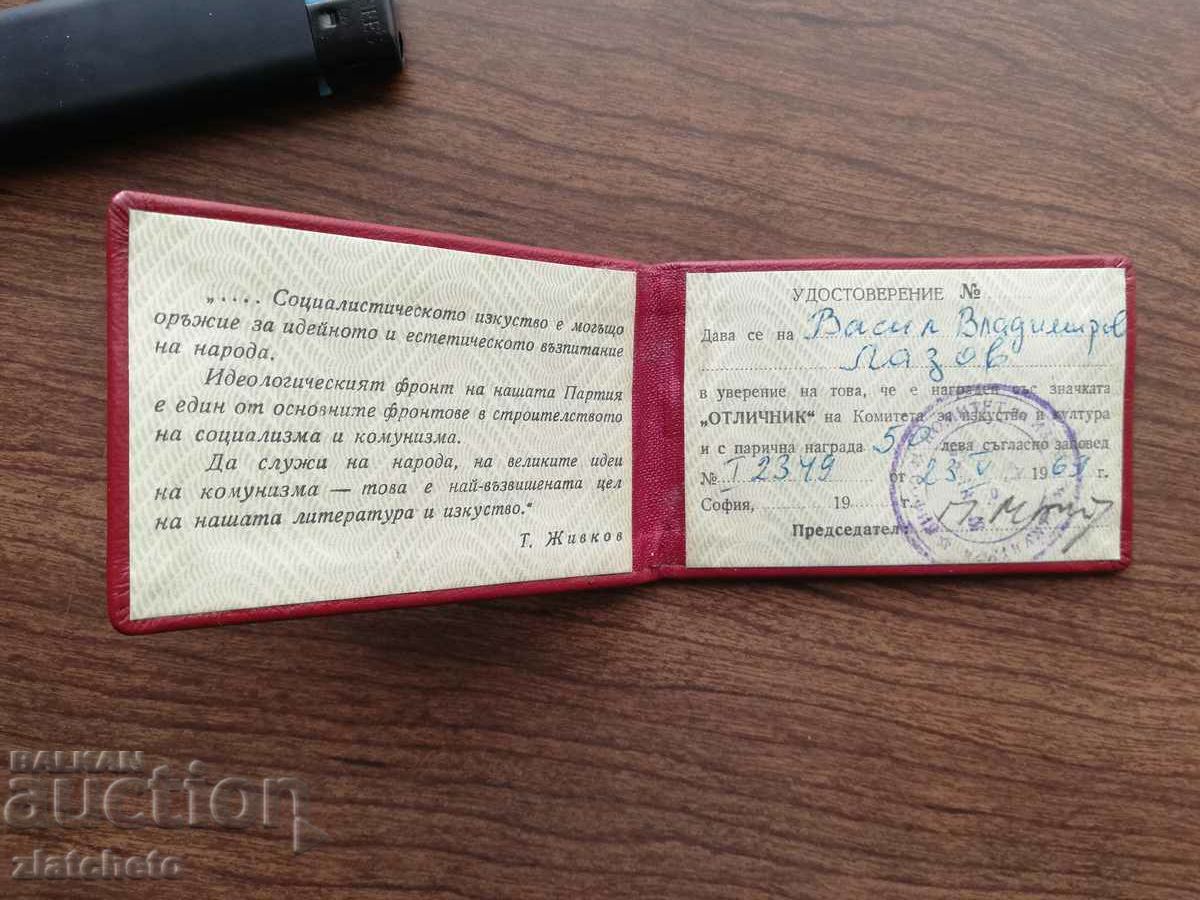 „.... Социалистическото изкуство е могъщо
оръжие за идейното и естетическото възпитание
на народа.
Идеологическият фронт на нашата Партия
е един от основните фронтове в строителството
на социализма и комунизма.
Да служи на народа, на великите идеи
на комунизма — това е най-възвишената цел
на нашата литература и изкуство."
Т. Живков
УДОСТОВЕРЕНИЕ №
Дава се на Васил Владимиров
Лазов
в уверение на това, че е награден със значката
„ОТЛИЧНИК" на Комитета за изкуство и култура
и с парична награда 50 лева съгласно заповед
№ I 2349 от 23 V 1969 г.
София, 19 г.
Председател:
BALKAN
auction
zlatcheto